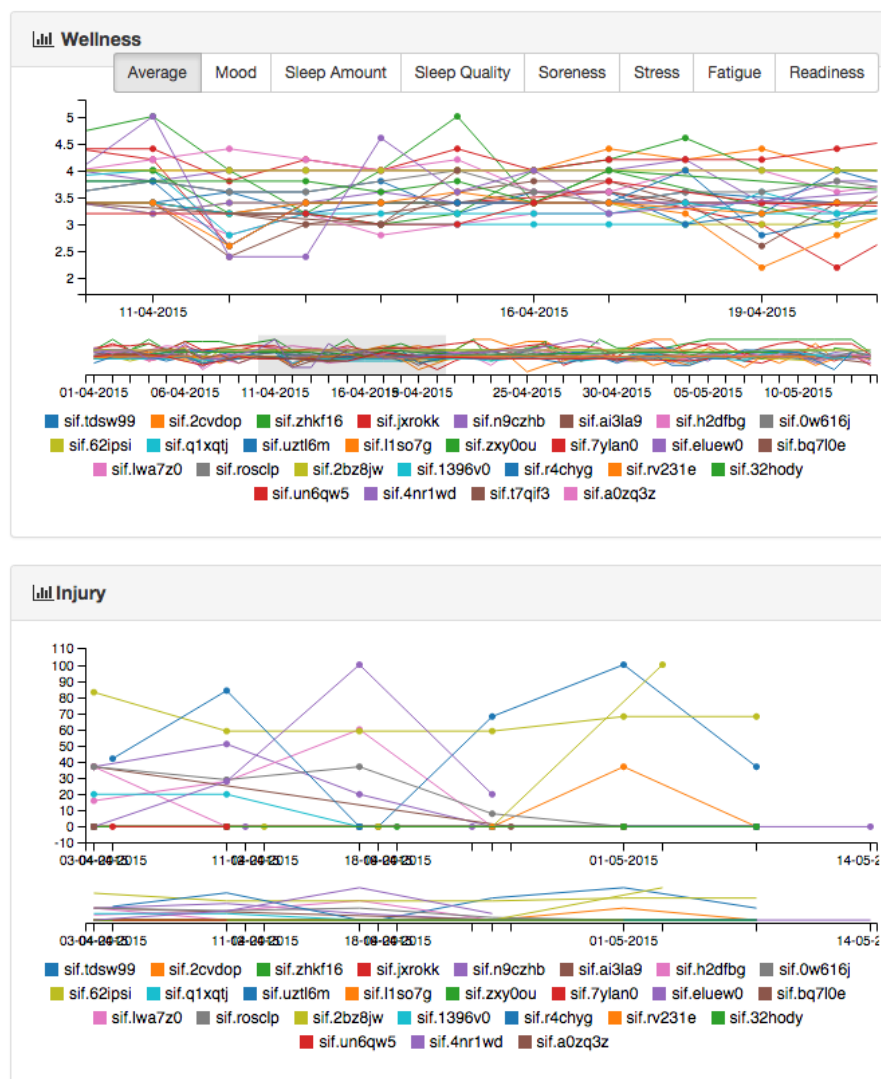 Wellness
Average Mood Sleep Amount Sleep Quality Soreness Stress Fatigue Readiness
5
4.5
4
3.5
3
2.5
2
11-04-2015 16-04-2015 19-04-2015
01-04-2015 06-04-2015 11-04-2015 25-04-2015 30-04-2015 05-05-2015 10-05-2015
sif.tdsw99 sif.2cvdop sif.zhkf16 sif.jxrokk sif.n9czhb sif.ai3la9 sif.h2dfbg sif.0w616j
sif.62ipsi sif.q1xqtj sif.uztl6m sif.l1so7g sif.zxy0ou sif.7ylan0 sif.eluew0 sif.bq7l0e
sif.lwa7z0 sif.rosclp sif.2bz8jw sif.1396v0 sif.r4chyg sif.rv231e sif.32hody
sif.un6qw5 sif.4nr1wd sif.t7qif3 sif.a0zq3z
Injury
110
100
90
80
70
60
50
40
30
20
10
0
-10
01-05-2015 14-05-2
01-05-2015 14-05-2
sif.tdsw99 sif.2cvdop sif.zhkf16 sif.jxrokk sif.n9czhb sif.ai3la9 sif.h2dfbg sif.0w616j
sif.62ipsi sif.q1xqtj sif.uztl6m sif.l1so7g sif.zxy0ou sif.7ylan0 sif.eluew0 sif.bq7l0e
sif.lwa7z0 sif.rosclp sif.2bz8jw sif.1396v0 sif.r4chyg sif.rv231e sif.32hody
sif.un6qw5 sif.4nr1wd sif.a0zq3z